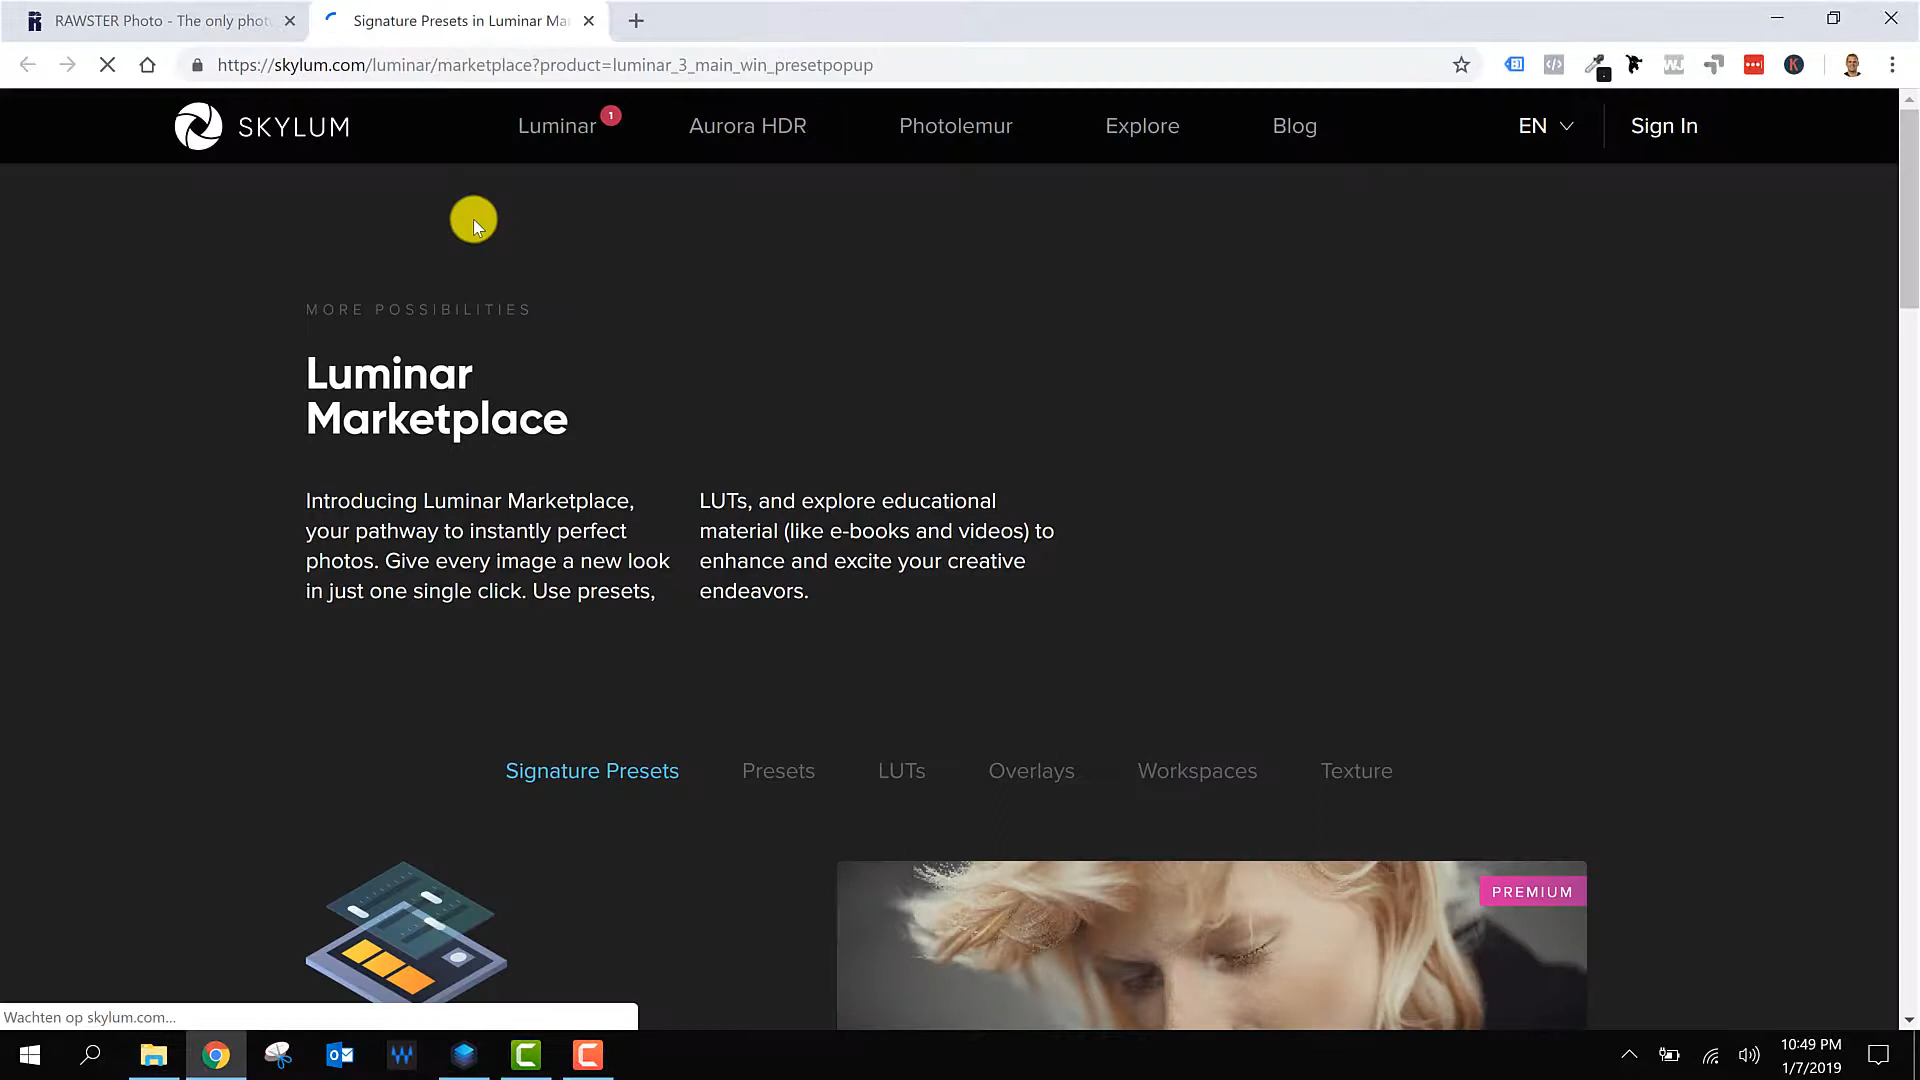 RAWSTER Photo - The only phot
Signature Presets in Luminar Ma
https://skylum.com/luminar/marketplace?product=luminar_3_main_win_presetpopup
SKYLUM
Luminar 1
Aurora HDR
Photolemur
Explore
Blog
EN
Sign In
MORE POSSIBILITIES
Luminar
Marketplace
Introducing Luminar Marketplace,
your pathway to instantly perfect
photos. Give every image a new look
in just one single click. Use presets,
LUTs, and explore educational
material (like e-books and videos) to
enhance and excite your creative
endeavors.
Signature Presets
Presets
LUTs
Overlays
Workspaces
Texture
PREMIUM
Wachten op skylum.com...
10:49 PM
1/7/2019